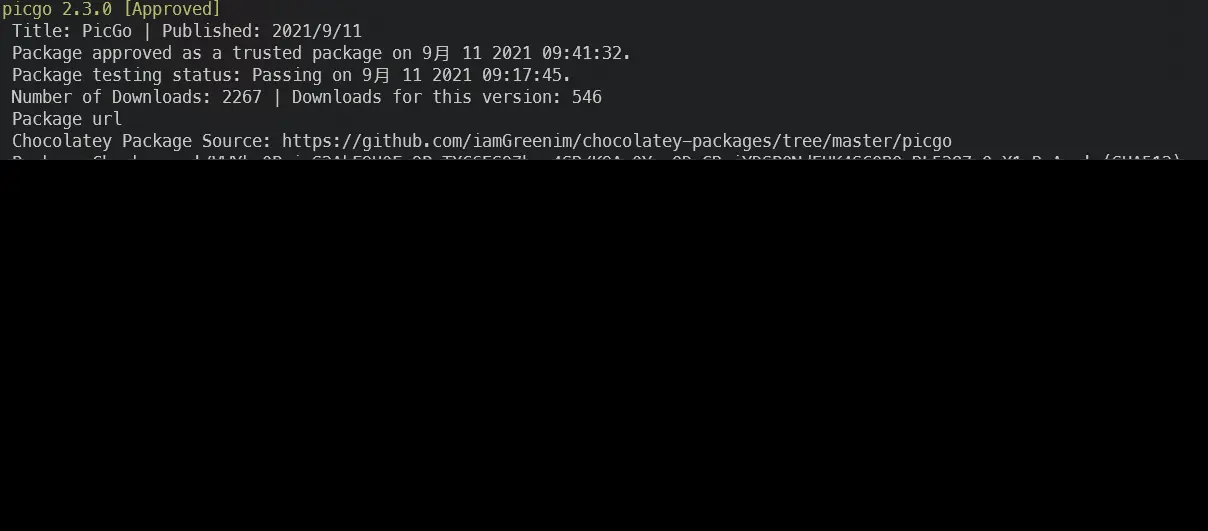 picgo 2.3.0 [Approved]
Title: PicGo | Published: 2021/9/11
Package approved as a trusted package on 9月 11 2021 09:41:32.
Package testing status: Passing on 9月 11 2021 09:17:45.
Number of Downloads: 2267 | Downloads for this version: 546
Package url
Chocolatey Package Source: https://github.com/iamGreenim/chocolatey-packages/tree/master/picgo